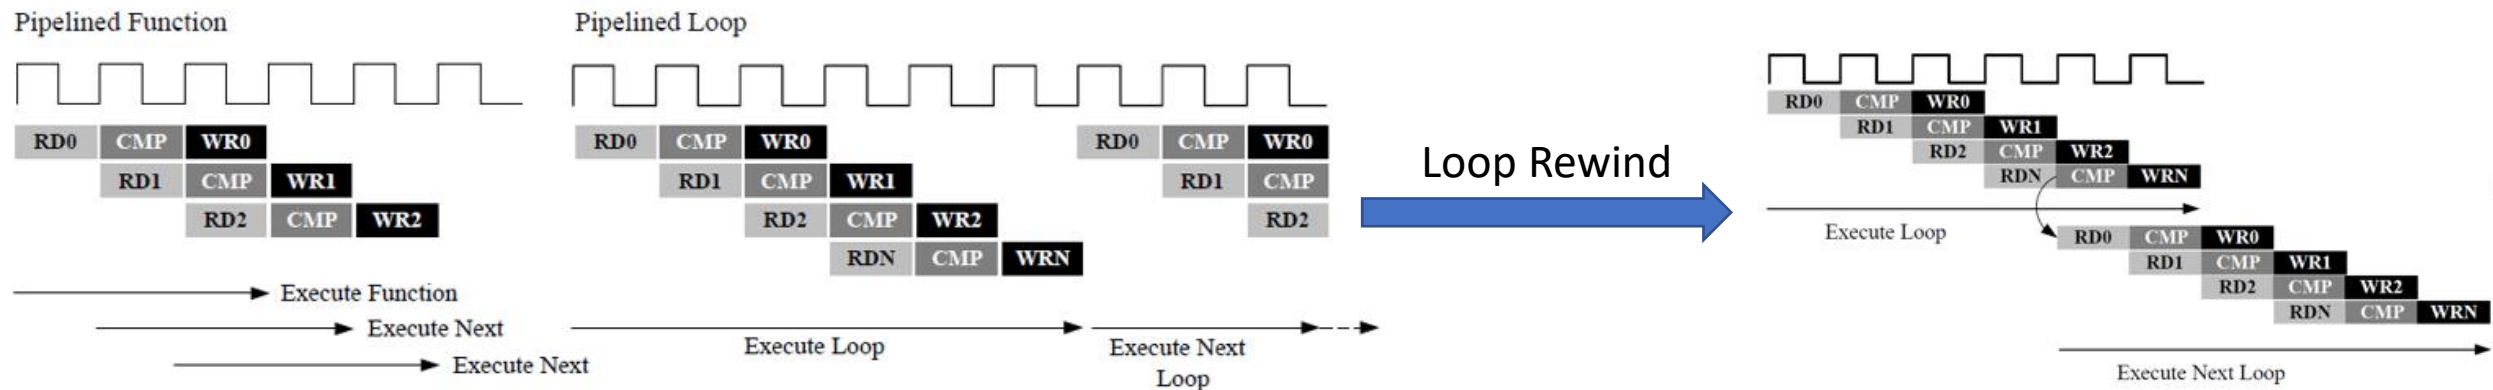 Pipelined Function
RD0 CMP WR0
RD1 CMP WR1
RD2 CMP WR2
Execute Function
Execute Next
Execute Next
Pipelined Loop
RD0 CMP WR0 RD0 CMP WR0
RD1 CMP WR1 RD1 CMP
RD2 CMP WR2 RD2
RDN CMP WRN
Execute Loop
Execute Next
Loop
Loop Rewind
RD0 CMP WR0
RD1 CMP WR1
RD2 CMP WR2
RDN CMP WRN
Execute Loop
RD0 CMP WR0
RD1 CMP WR1
RD2 CMP WR2
RDN CMP WRN
Execute Next Loop